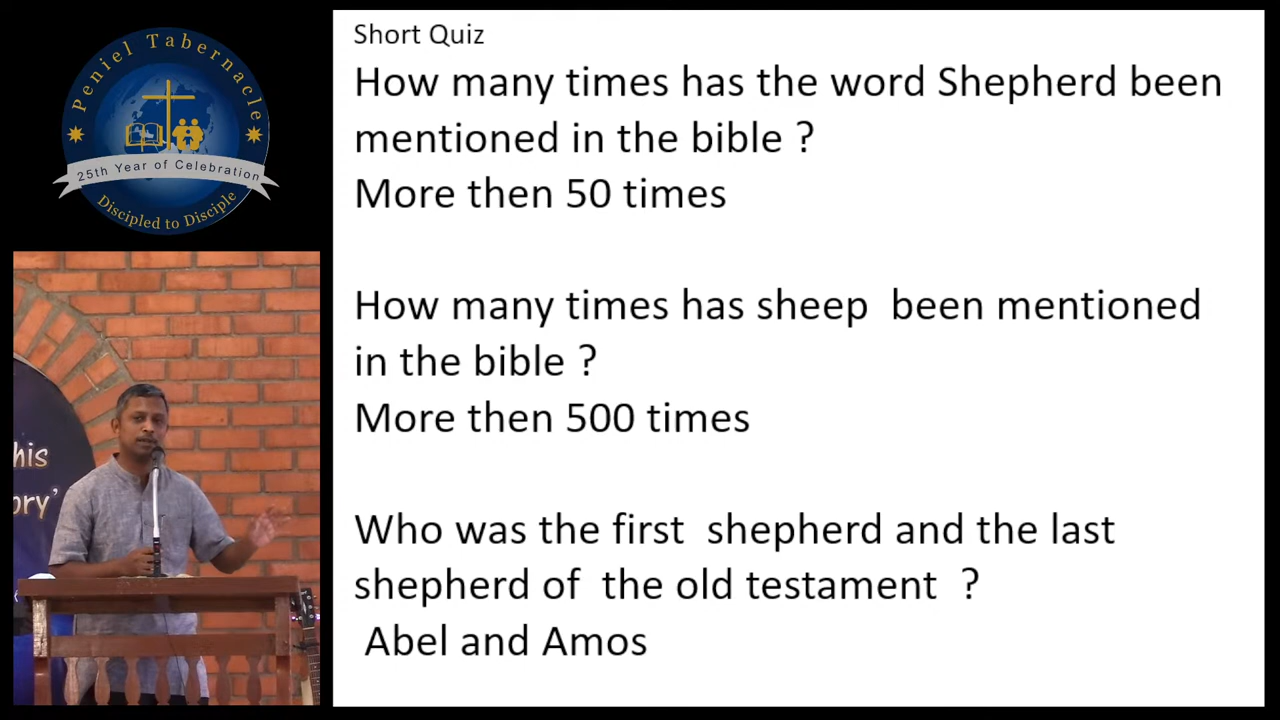 Peniel Tabernacle
25th Year of Celebration
Discipled to Disciple
Short Quiz
How many times has the word Shepherd been
mentioned in the bible ?
More then 50 times
How many times has sheep been mentioned
in the bible ?
More then 500 times
Who was the first shepherd and the last
shepherd of the old testament ?
Abel and Amos
his